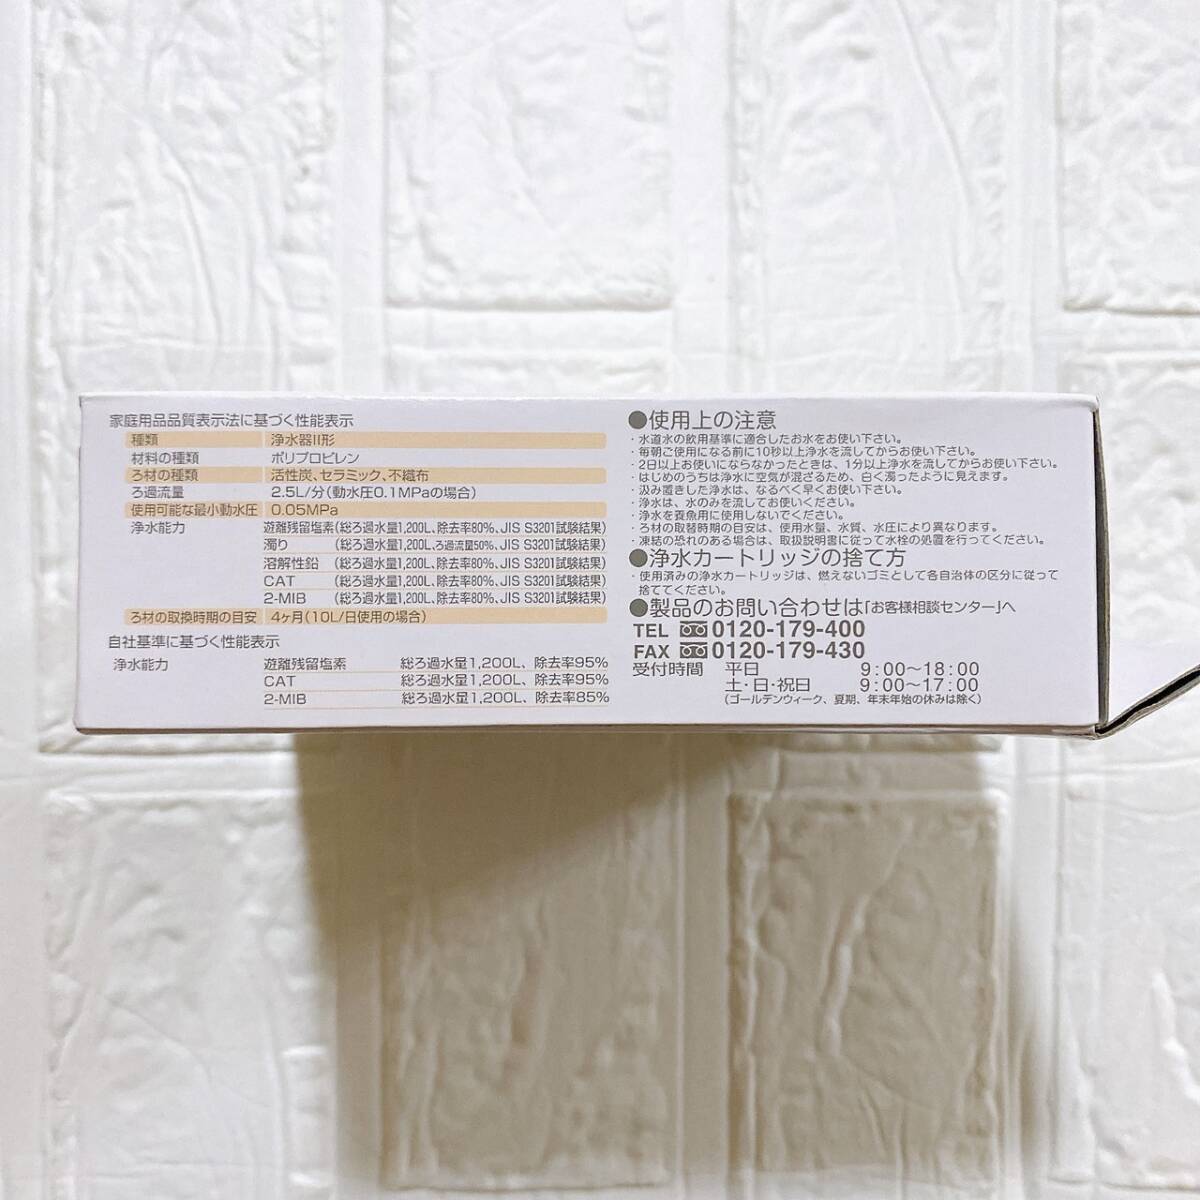 家庭用品品質表示法に基づく性能表示
種類 浄水器II形
材料の種類 ポリプロピレン
ろ材の種類 活性炭、セラミック、不織布
ろ過流量 2.5L/分(動水圧0.1MPaの場合)
使用可能な最小動水圧 0.05MPa
浄水能力 遊離残留塩素(総ろ過水量1,200L、除去率80%、JIS S3201試験結果)
濁り (総ろ過水量1,200L、ろ過流量50%、JIS S3201試験結果)
溶解性鉛 (総ろ過水量1,200L、除去率80%、JIS S3201試験結果)
CAT (総ろ過水量1,200L、除去率80%、JIS S3201試験結果)
2-MIB (総ろ過水量1,200L、除去率80%、JIS S3201試験結果)
ろ材の取換時期の目安 4ヶ月(10L/日使用の場合)
自社基準に基づく性能表示
浄水能力 遊離残留塩素 総ろ過水量1,200L、除去率95%
CAT 総ろ過水量1,200L、除去率95%
2-MIB 総ろ過水量1,200L、除去率85%
●使用上の注意
・水道水の飲用基準に適合したお水をお使い下さい。
・毎朝ご使用になる前に10秒以上浄水を流してからお使い下さい。
・2日以上お使いにならなかったときは、1分以上浄水を流してからお使い下さい。
・はじめのうちは浄水に空気が混ざるため、白く濁ったように見えます。
・汲み置きした浄水は、なるべく早くお使い下さい。
・浄水は、水のみを流してお使いください。
・浄水を養魚用に使用しないでください。
・ろ材の取替時期の目安は、使用水量、水質、水圧により異なります。
・凍結の恐れのある場合は、取扱説明書に従って水栓の処置を行ってください。
●浄水カートリッジの捨て方
・使用済みの浄水カートリッジは、燃えないゴミとして各自治体の区分に従って
捨ててください。
●製品のお問い合わせは「お客様相談センター」へ
TEL 0120-179-400
FAX 0120-179-430
受付時間 平日 9:00〜18:00
土・日・祝日 9:00〜17:00
(ゴールデンウィーク、夏期、年末年始の休みは除く)